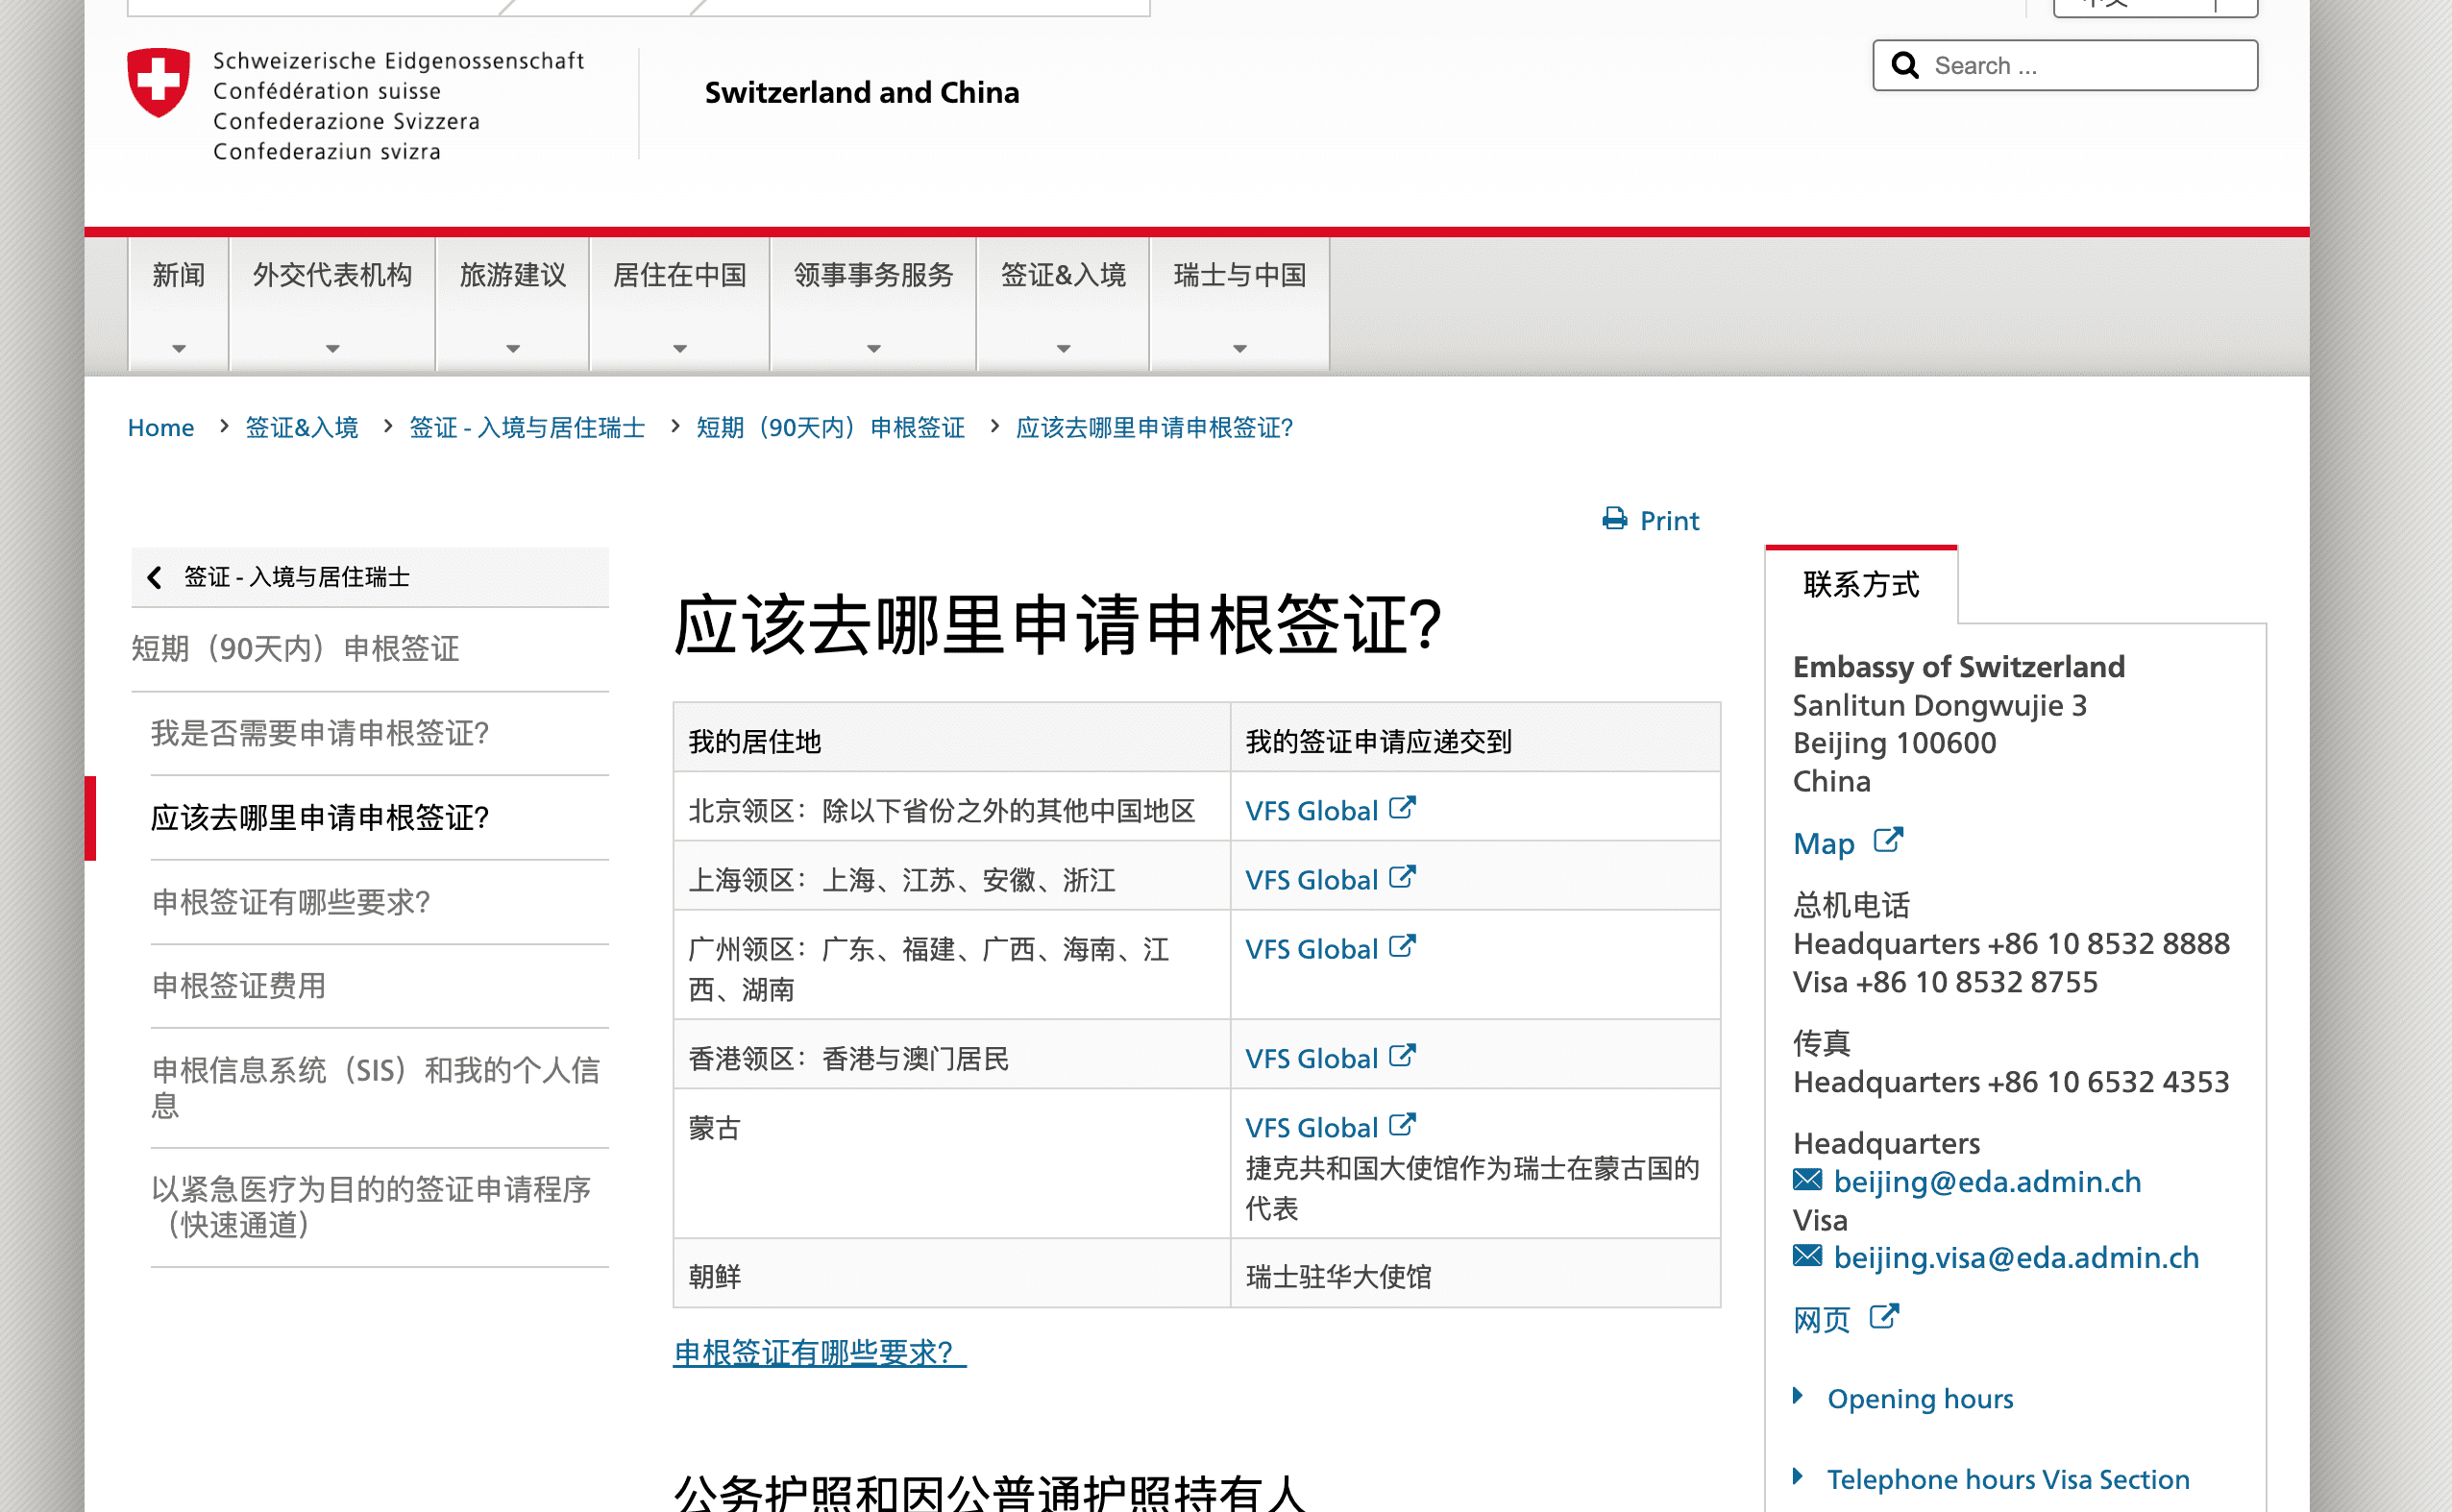 Schweizerische Eidgenossenschaft
Confédération suisse
Confederazione Svizzera
Confederaziun svizra
Switzerland and China
Search ...
新闻
外交代表机构
旅游建议
居住在中国
领事事务服务
签证&入境
瑞士与中国
Home > 签证&入境 > 签证 - 入境与居住瑞士 > 短期（90天内）申根签证 > 应该去哪里申请申根签证？
Print
签证 - 入境与居住瑞士
短期（90天内）申根签证
我是否需要申请申根签证？
应该去哪里申请申根签证？
申根签证有哪些要求？
申根签证费用
申根信息系统（SIS）和我的个人信
息
以紧急医疗为目的的签证申请程序
（快速通道）
应该去哪里申请申根签证？
我的居住地
我的签证申请应递交到
北京领区：除以下省份之外的其他中国地区
VFS Global
上海领区：上海、江苏、安徽、浙江
VFS Global
广州领区：广东、福建、广西、海南、江
西、湖南
VFS Global
香港领区：香港与澳门居民
VFS Global
蒙古
VFS Global
捷克共和国大使馆作为瑞士在蒙古国的
代表
朝鲜
瑞士驻华大使馆
申根签证有哪些要求？
公务护照和因公普通护照持有人
联系方式
Embassy of Switzerland
Sanlitun Dongwujie 3
Beijing 100600
China
Map
总机电话
Headquarters +86 10 8532 8888
Visa +86 10 8532 8755
传真
Headquarters +86 10 6532 4353
Headquarters
beijing@eda.admin.ch
Visa
beijing.visa@eda.admin.ch
网页
Opening hours
Telephone hours Visa Section